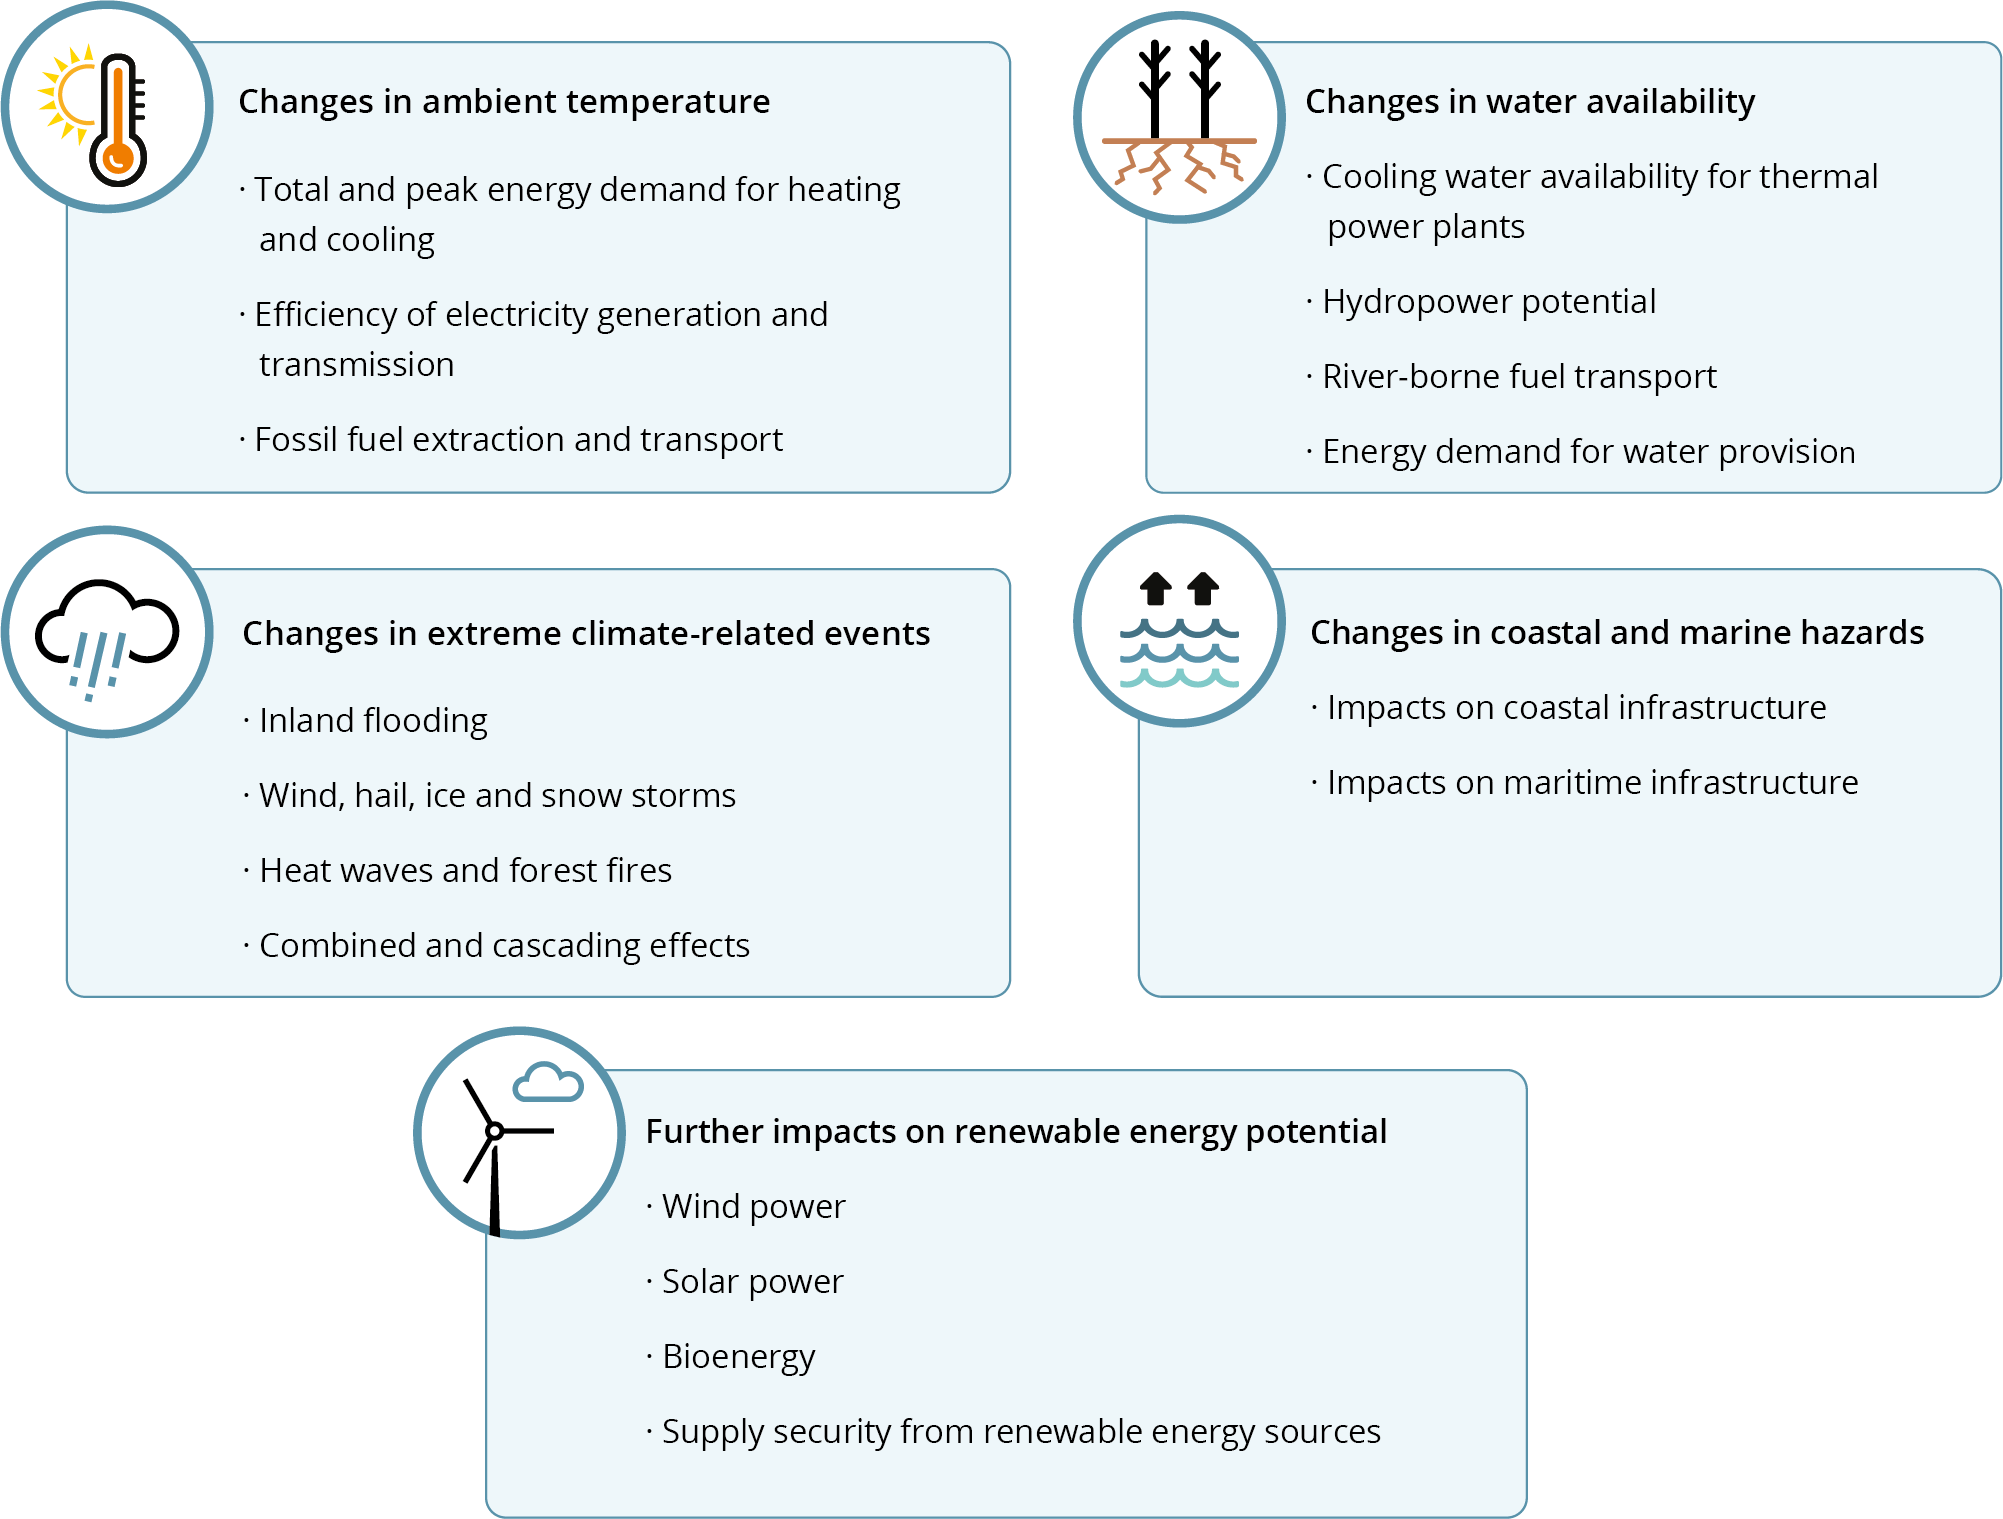 Changes in ambient temperature
· Total and peak energy demand for heating
and cooling
· Efficiency of electricity generation and
transmission
· Fossil fuel extraction and transport
Changes in water availability
· Cooling water availability for thermal
power plants
· Hydropower potential
· River-borne fuel transport
· Energy demand for water provision
Changes in extreme climate-related events
· Inland flooding
· Wind, hail, ice and snow storms
· Heat waves and forest fires
· Combined and cascading effects
Changes in coastal and marine hazards
· Impacts on coastal infrastructure
· Impacts on maritime infrastructure
Further impacts on renewable energy potential
· Wind power
· Solar power
· Bioenergy
· Supply security from renewable energy sources